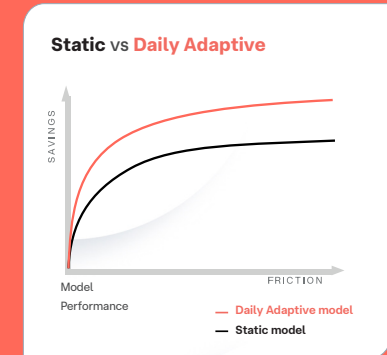 Static vs Daily Adaptive
SAVINGS
FRICTION
Model
Performance
Daily Adaptive model
Static model